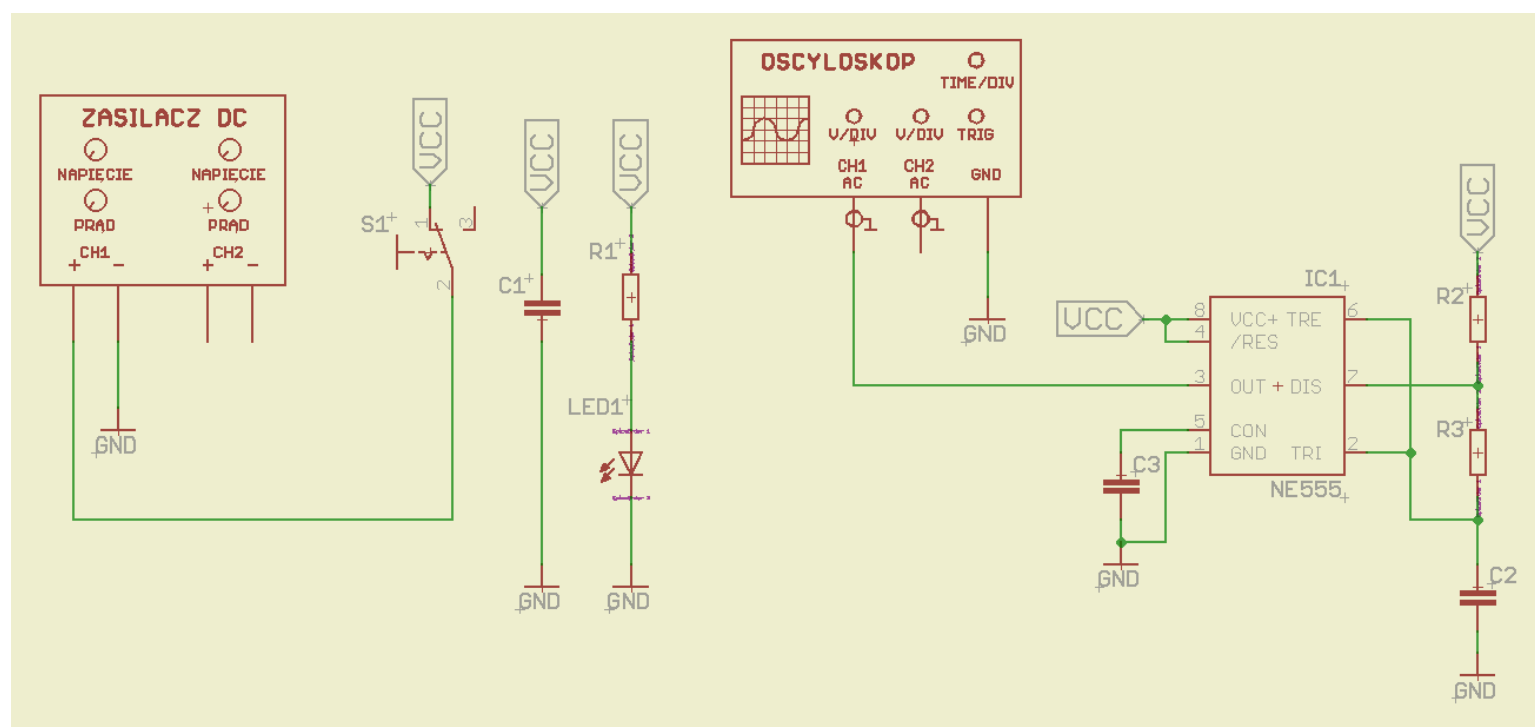 ZASILACZ DC
NAPIĘCIE NAPIĘCIE
PRĄD PRĄD
CH1 CH2
+ - + -
GND
VCC
S1
1
3
2
VCC
C1
GND
VCC
R1
LED1
GND
OSCYLOSKOP
TIME/DIV
V/DIV V/DIV TRIG
CH1 CH2 GND
AC AC
1 1
GND
VCC
IC1
8 VCC+ TRE 6
4 /RES
3 OUT DIS 7
5 CON
1 GND TRI 2
NE555
C3
GND
VCC
R2
R3
C2
GND